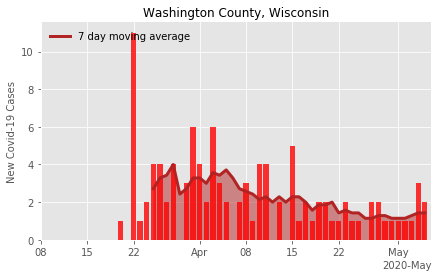 Washington County, Wisconsin
7 day moving average
New Covid-19 Cases
10
8
6
4
2
0
08 15 22 Apr 08 15 22 May
2020-May